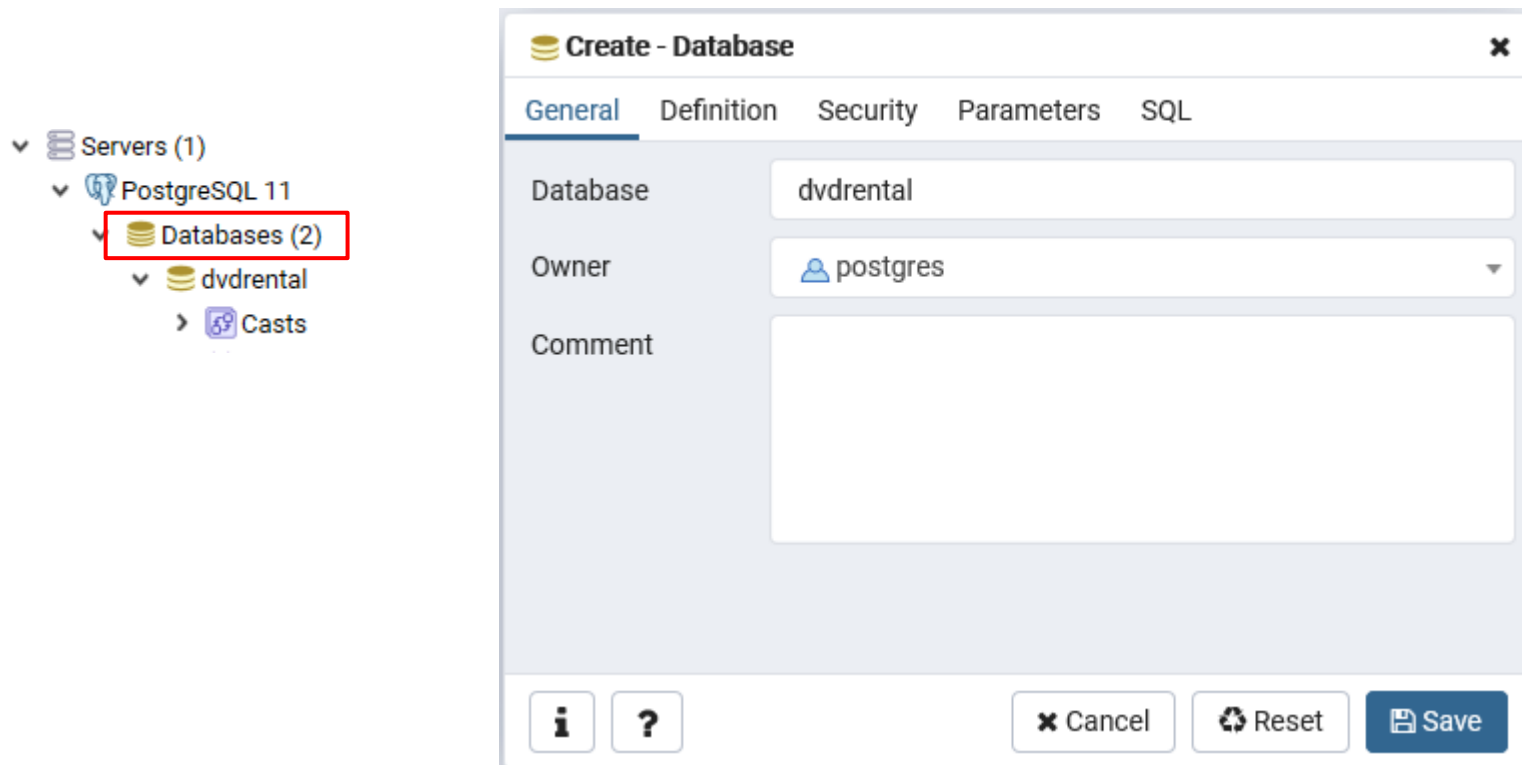 Servers (1)
PostgreSQL 11
Databases (2)
dvdrental
Casts
Create - Database
General Definition Security Parameters SQL
Database dvdrental
Owner postgres
Comment
i ? Cancel Reset Save